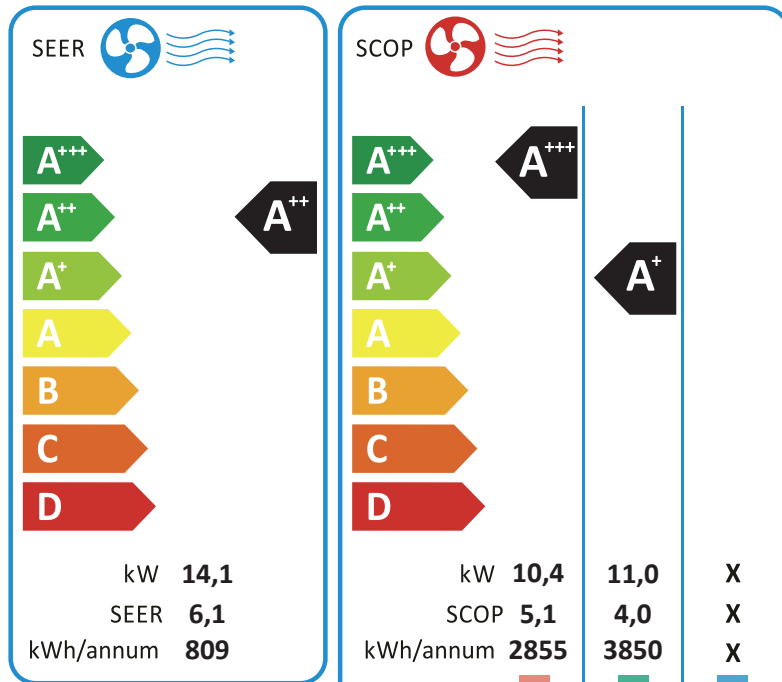 SEER
A+++
A++
A++
A+
A
B
C
D
kW 14,1
SEER 6,1
kWh/annum 809
SCOP
A+++ A+++
A++
A+ A+
A
B
C
D
kW 10,4 11,0 X
SCOP 5,1 4,0 X
kWh/annum 2855 3850 X